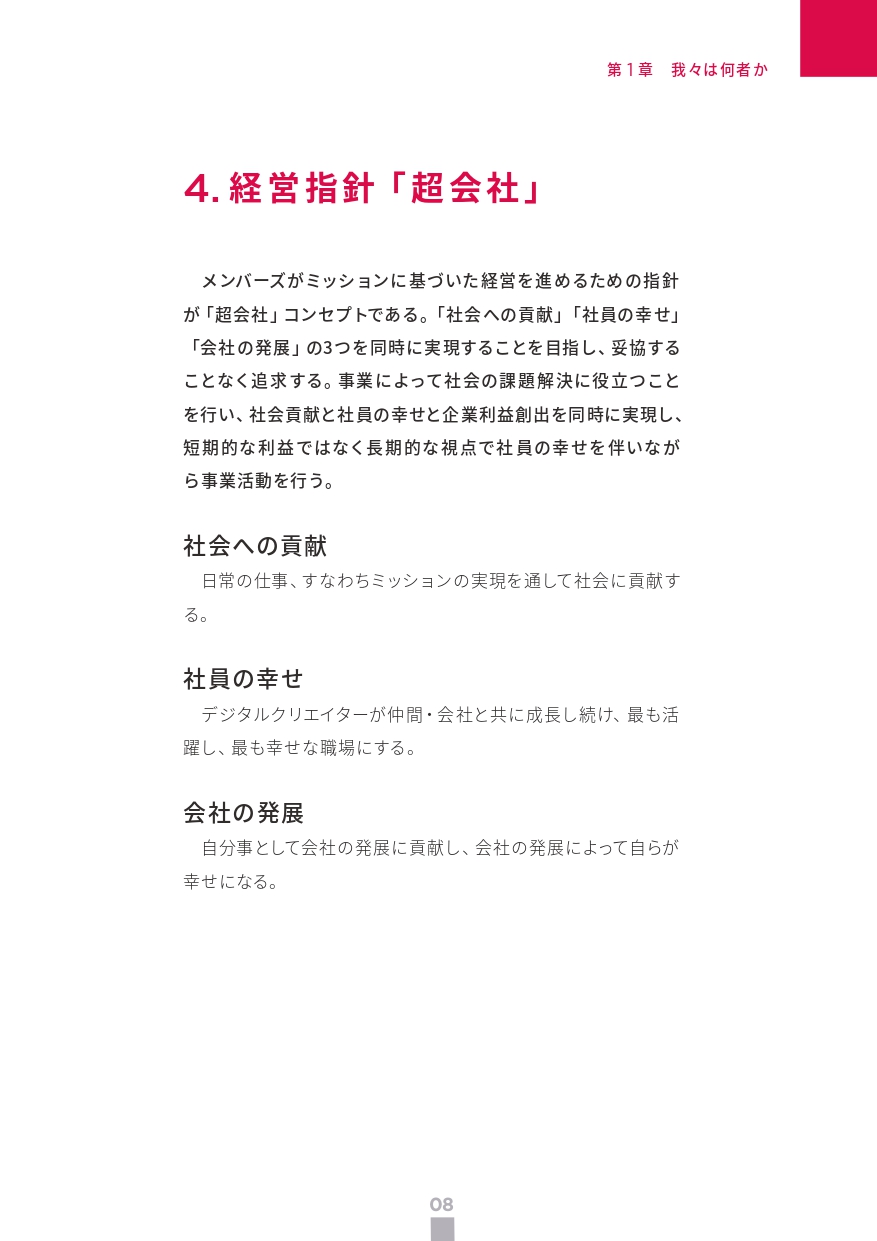 第1章　我々は何者か
4. 経営指針「超会社」
　メンバーズがミッションに基づいた経営を進めるための指針
が「超会社」コンセプトである。「社会への貢献」「社員の幸せ」
「会社の発展」の3つを同時に実現することを目指し、妥協する
ことなく追求する。事業によって社会の課題解決に役立つこと
を行い、社会貢献と社員の幸せと企業利益創出を同時に実現し、
短期的な利益ではなく長期的な視点で社員の幸せを伴いなが
ら事業活動を行う。
社会への貢献
　日常の仕事、すなわちミッションの実現を通して社会に貢献す
る。
社員の幸せ
　デジタルクリエイターが仲間・会社と共に成長し続け、最も活
躍し、最も幸せな職場にする。
会社の発展
　自分事として会社の発展に貢献し、会社の発展によって自らが
幸せになる。
08